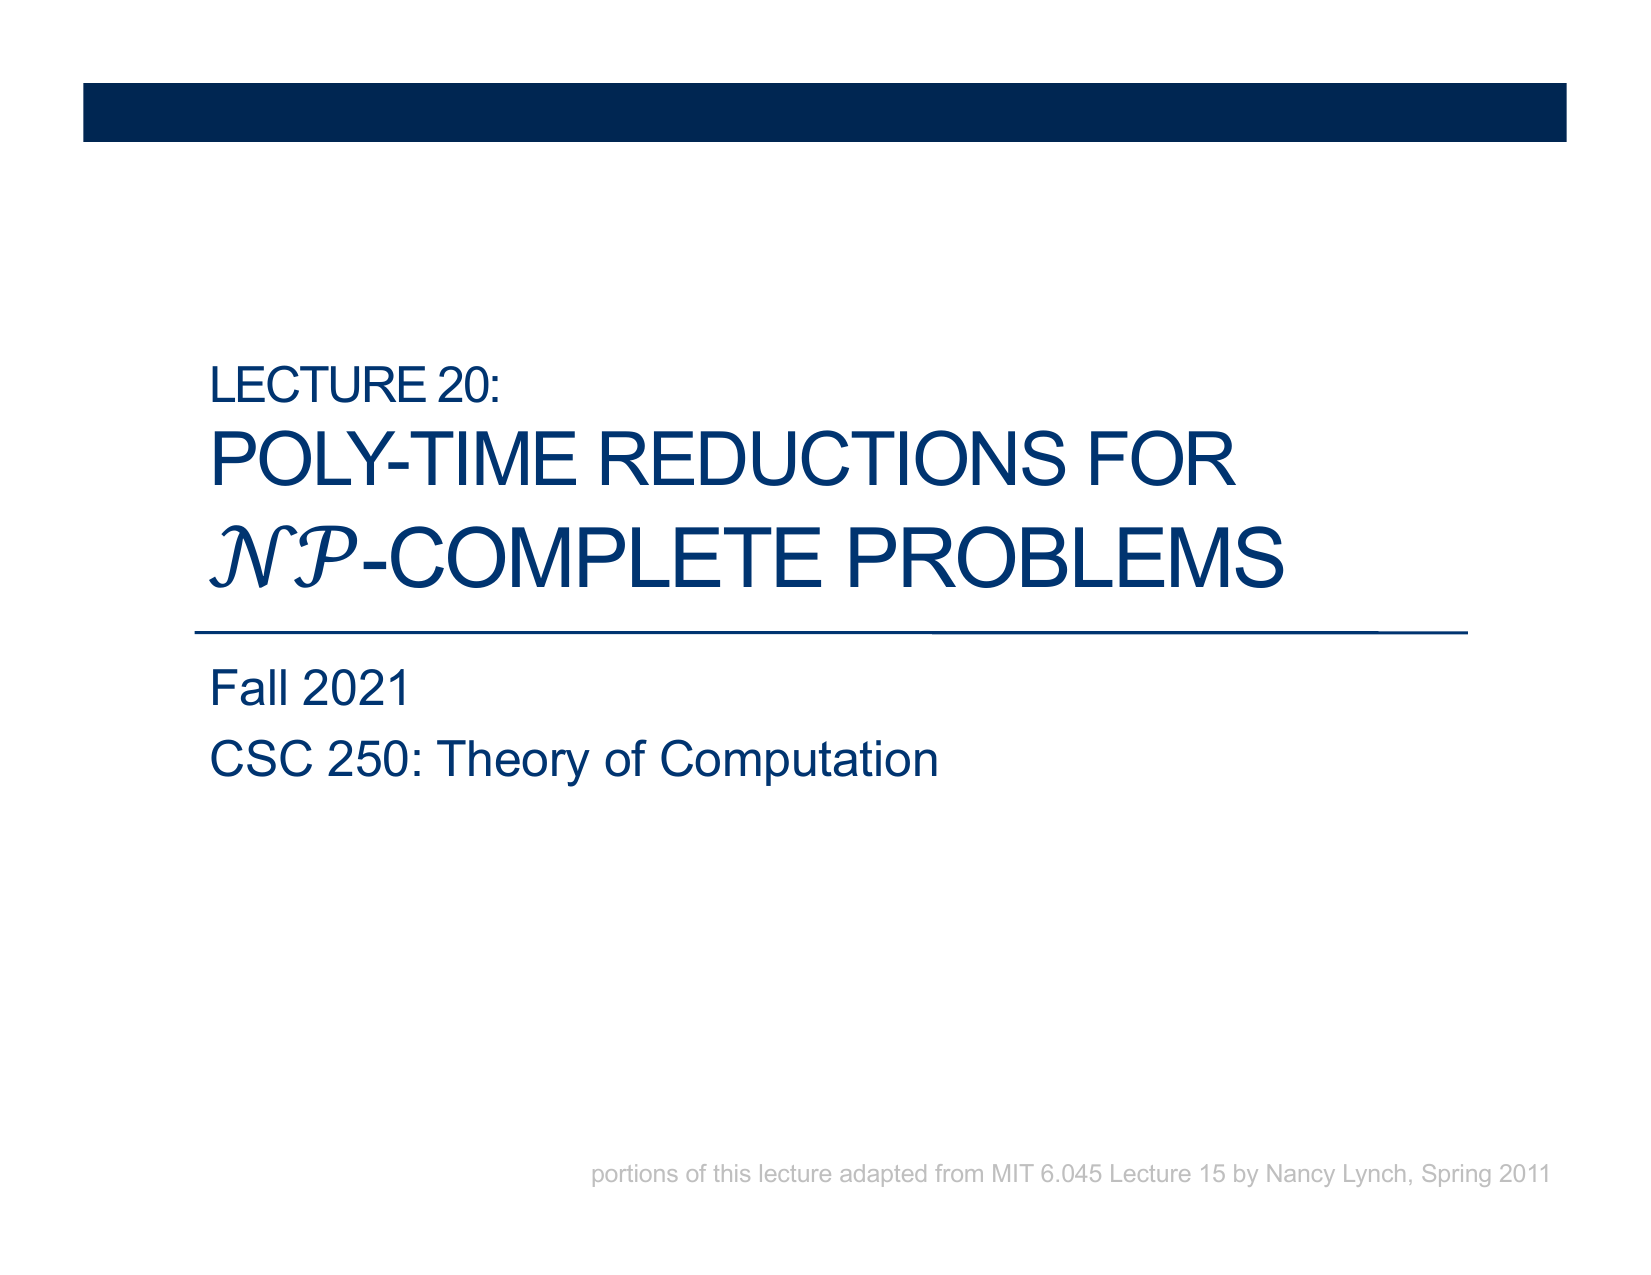 LECTURE 20:
POLY-TIME REDUCTIONS FOR
𝒩𝒫-COMPLETE PROBLEMS
Fall 2021
CSC 250: Theory of Computation
portions of this lecture adapted from MIT 6.045 Lecture 15 by Nancy Lynch, Spring 2011